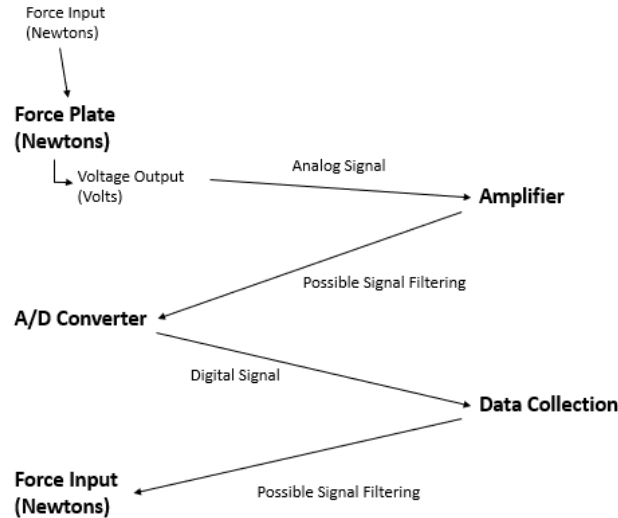 Force Input
(Newtons)
Force Plate
(Newtons)
Voltage Output
(Volts)
Analog Signal
Amplifier
Possible Signal Filtering
A/D Converter
Digital Signal
Data Collection
Force Input
(Newtons)
Possible Signal Filtering